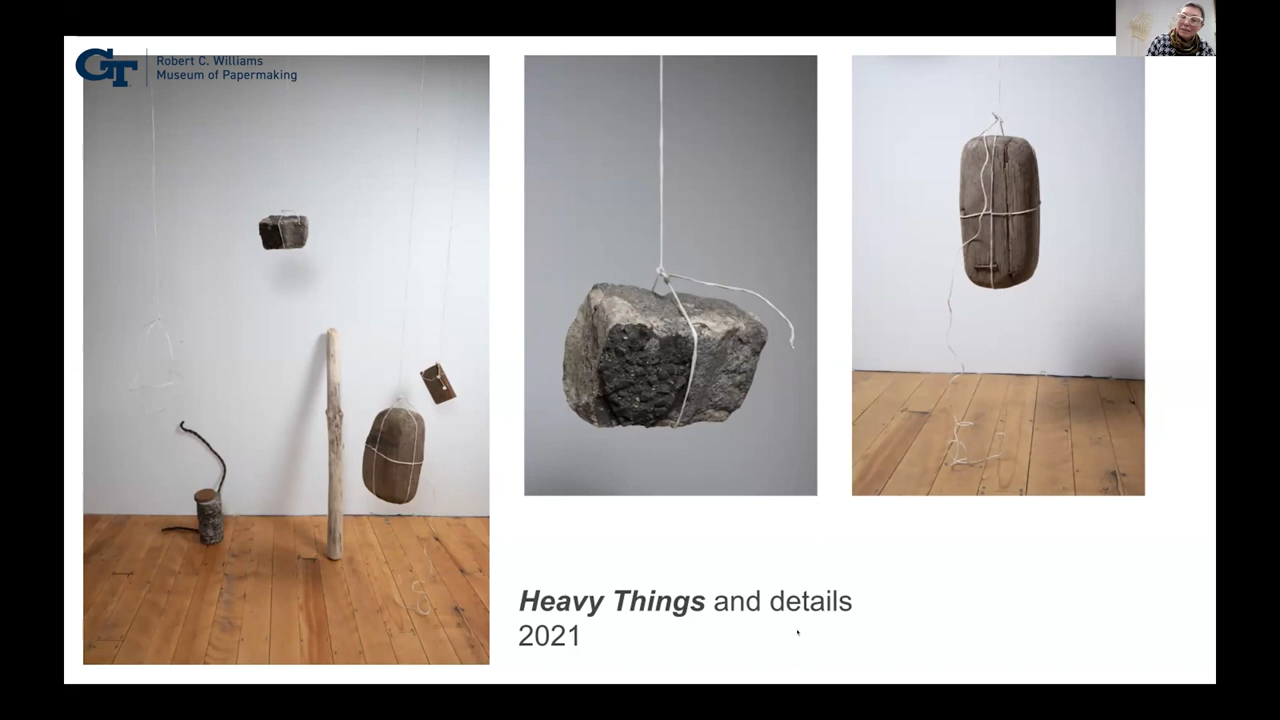 GT
Robert C. Williams
Museum of Papermaking
Heavy Things and details
2021